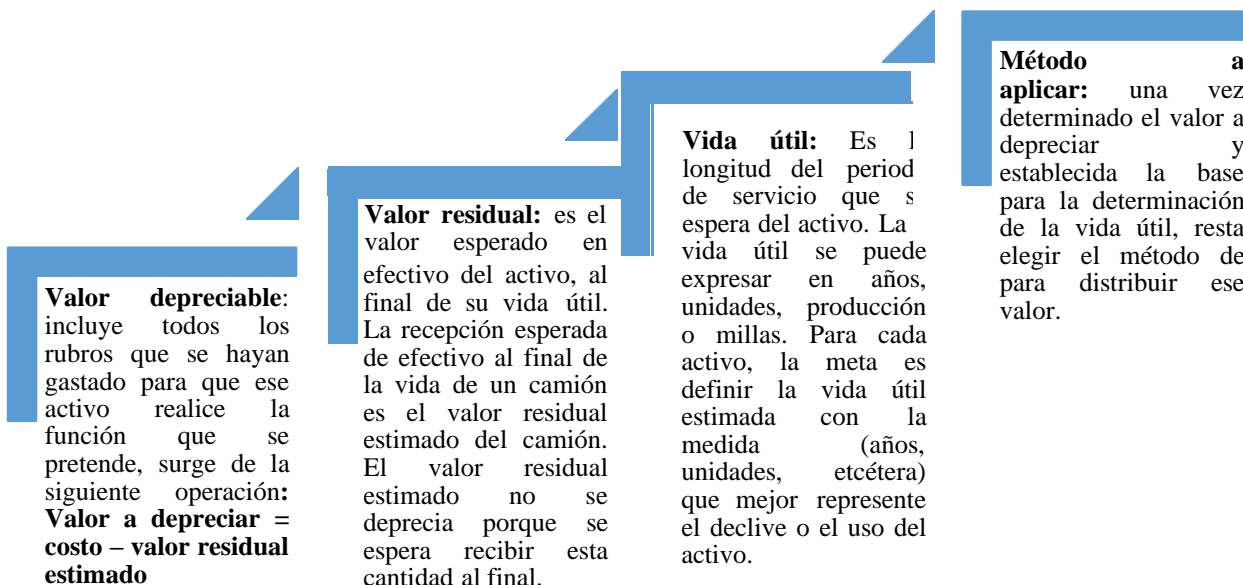 Valor depreciable:
incluye todos los
rubros que se hayan
gastado para que ese
activo realice la
función que se
pretende, surge de la
siguiente operación:
Valor a depreciar =
costo – valor residual
estimado
Valor residual: es el
valor esperado en
efectivo del activo, al
final de su vida útil.
La recepción esperada
de efectivo al final de
la vida de un camión
es el valor residual
estimado del camión.
El valor residual
estimado no se
deprecia porque se
espera recibir esta
cantidad al final.
Vida útil: Es l
longitud del period
de servicio que s
espera del activo. La
vida útil se puede
expresar en años,
unidades, producción
o millas. Para cada
activo, la meta es
definir la vida útil
estimada con la
medida (años,
unidades, etcétera)
que mejor represente
el declive o el uso del
activo.
Método a
aplicar: una vez
determinado el valor a
depreciar y
establecida la base
para la determinación
de la vida útil, resta
elegir el método de
para distribuir ese
valor.